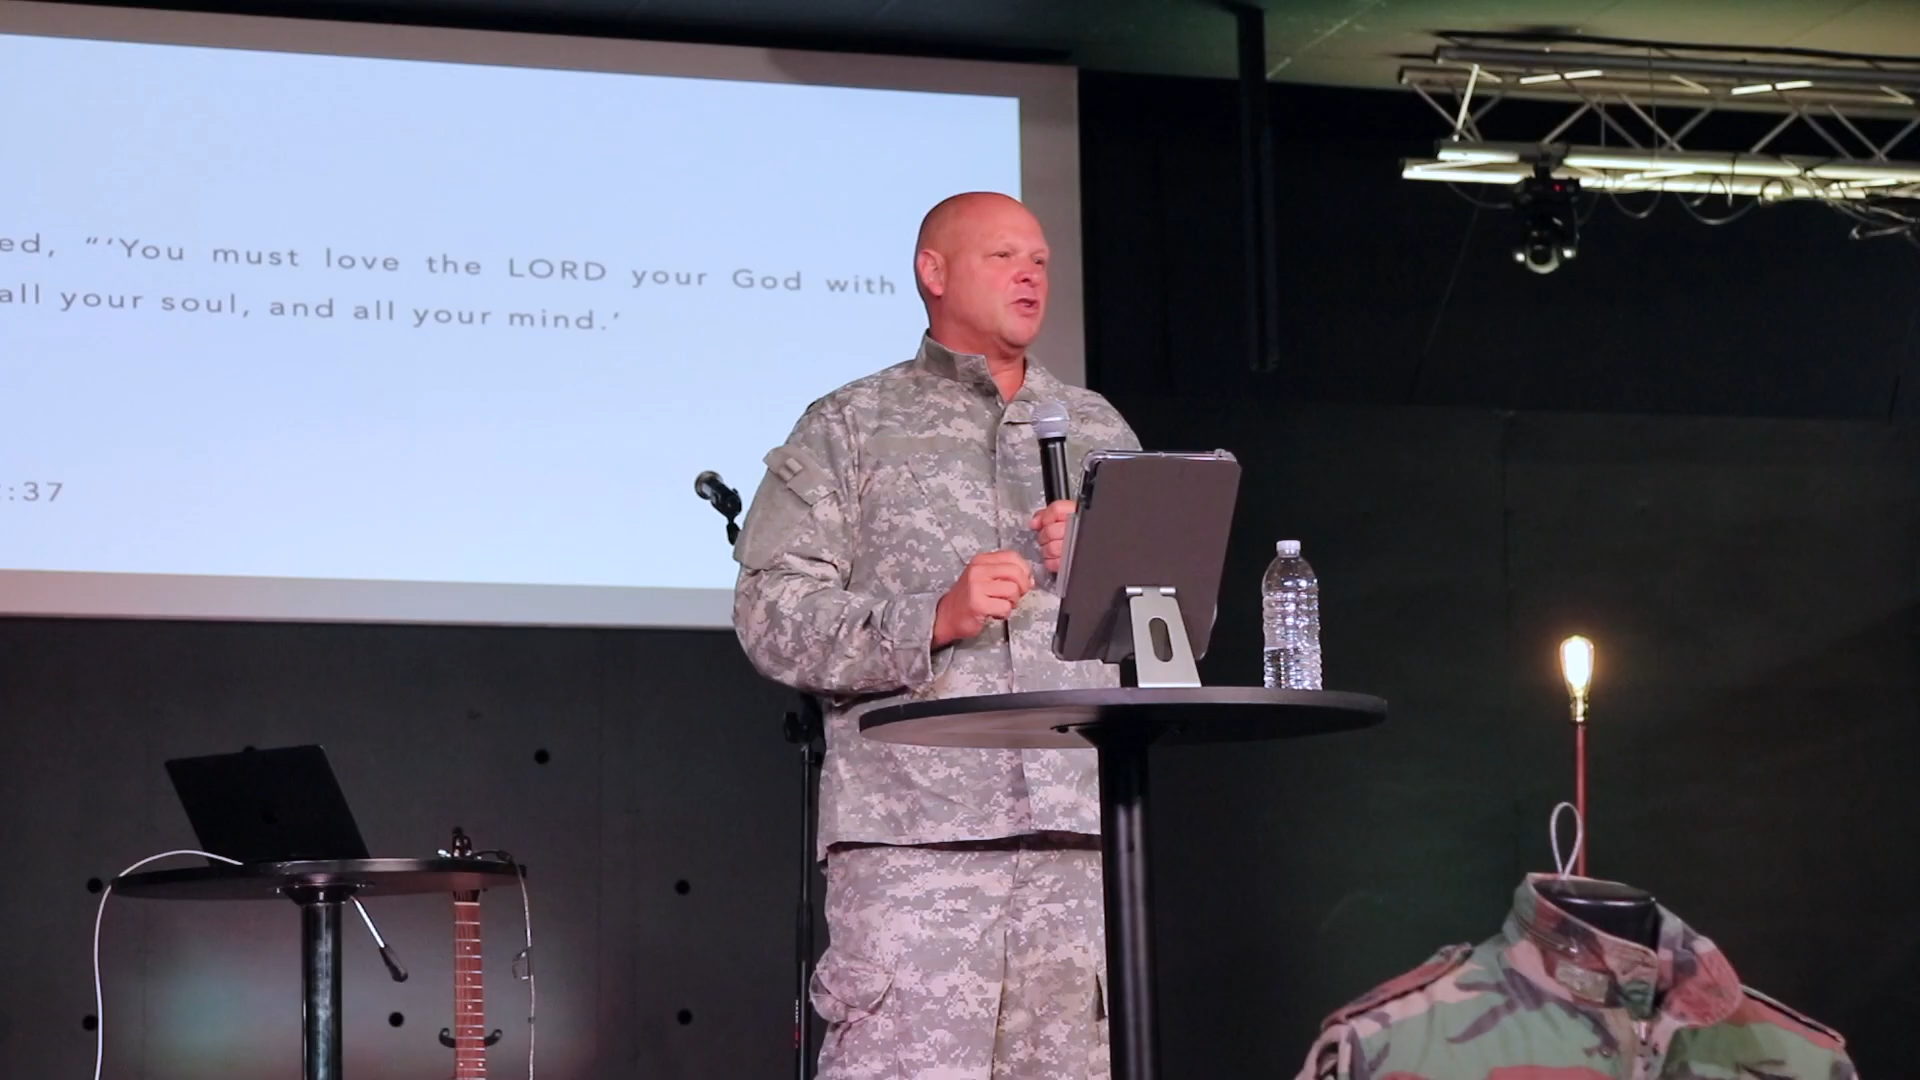 ed, “‘You must love the LORD your God with
all your soul, and all your mind.’
:37